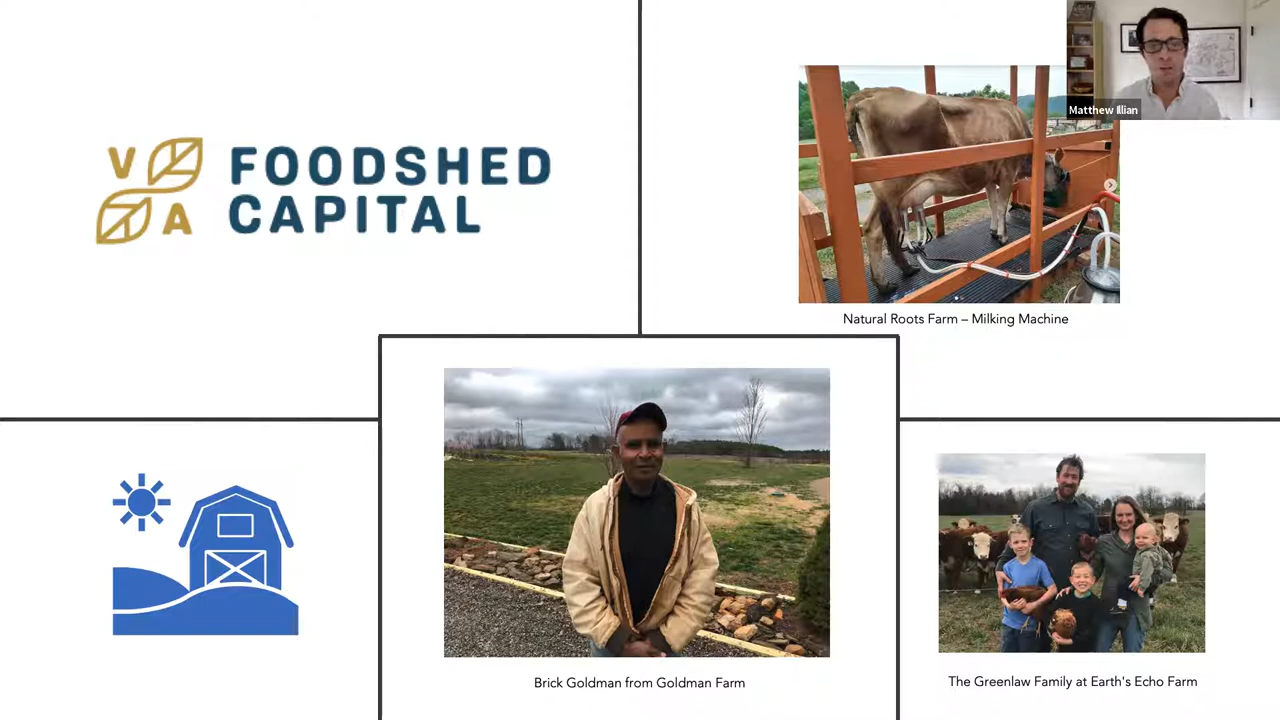 V
A
FOODSHED
CAPITAL
Matthew Illian
Natural Roots Farm – Milking Machine
Brick Goldman from Goldman Farm
The Greenlaw Family at Earth's Echo Farm